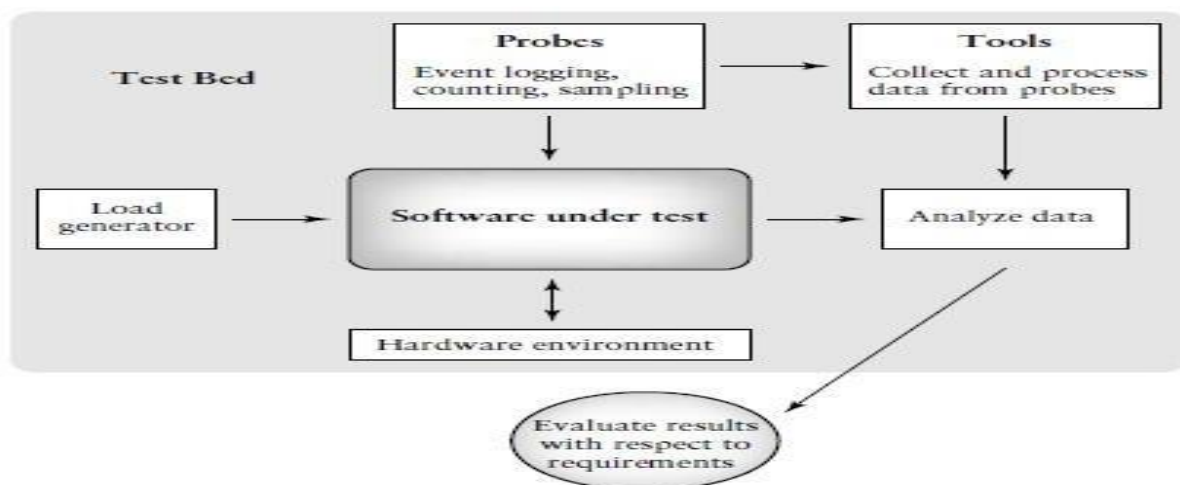 Probes
Event logging,
counting, sampling
Tools
Collect and process
data from probes
Test Bed
Load
generator
Software under test
Analyze data
Hardware environment
Evaluate results
with respect to
requirements